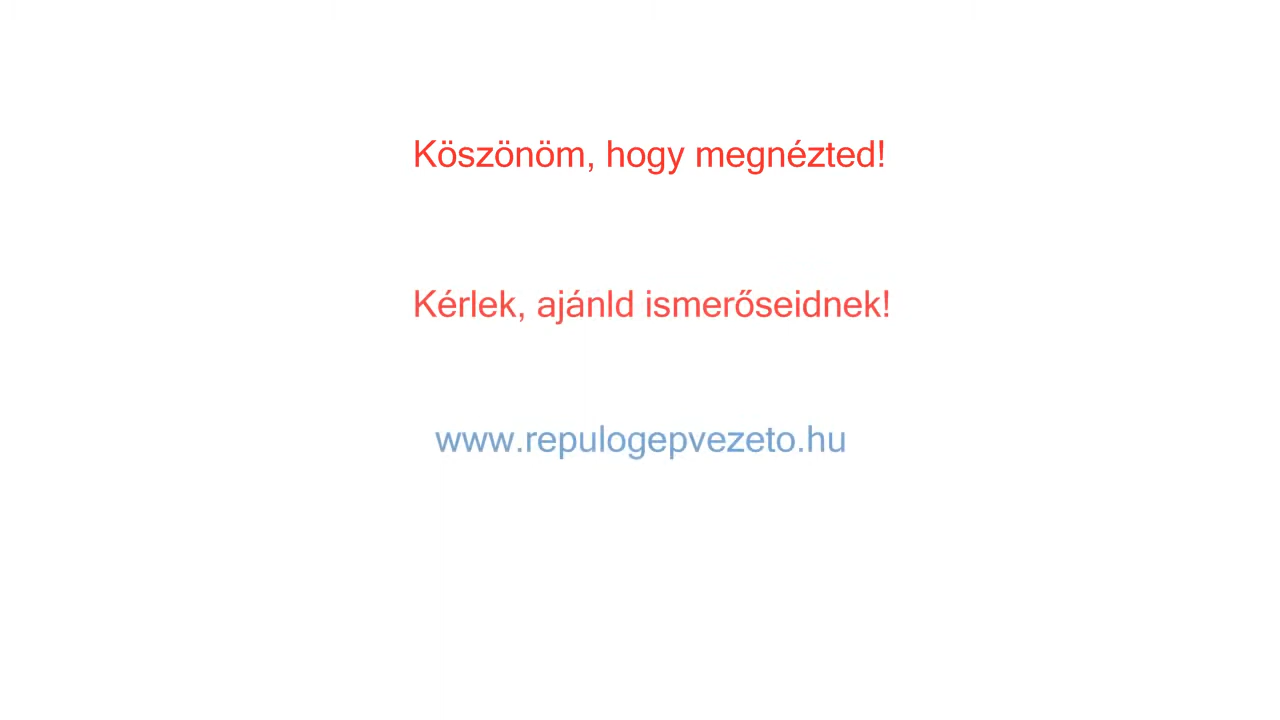 Köszönöm, hogy megnézted!
Kérlek, ajánld ismerőseidnek!
www.repulogepvezeto.hu